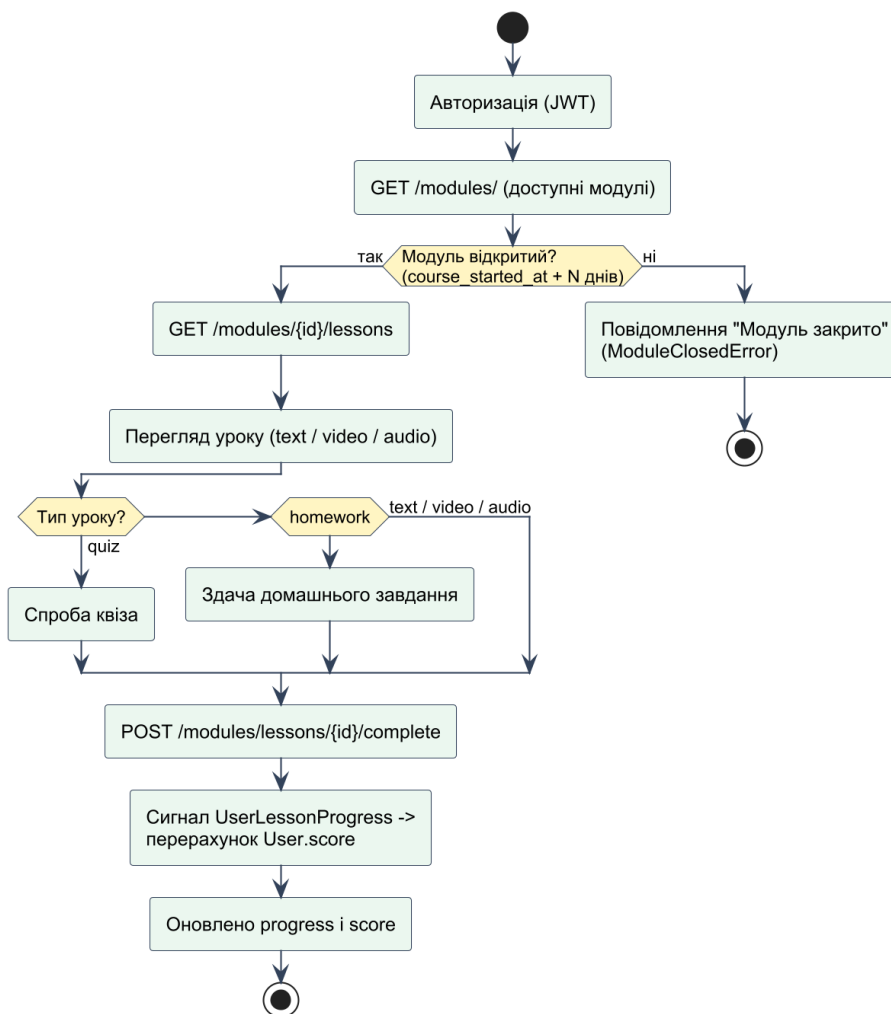 Авторизація (JWT)
GET /modules/ (доступні модулі)
так
Модуль відкритий?
(course_started_at + N днів)
ні
GET /modules/{id}/lessons
Повідомлення "Модуль закрито"
(ModuleClosedError)
Перегляд уроку (text / video / audio)
Тип уроку?
homework
text / video / audio
quiz
Спроба квіза
Здача домашнього завдання
POST /modules/lessons/{id}/complete
Сигнал UserLessonProgress ->
перерахунок User.score
Оновлено progress і score